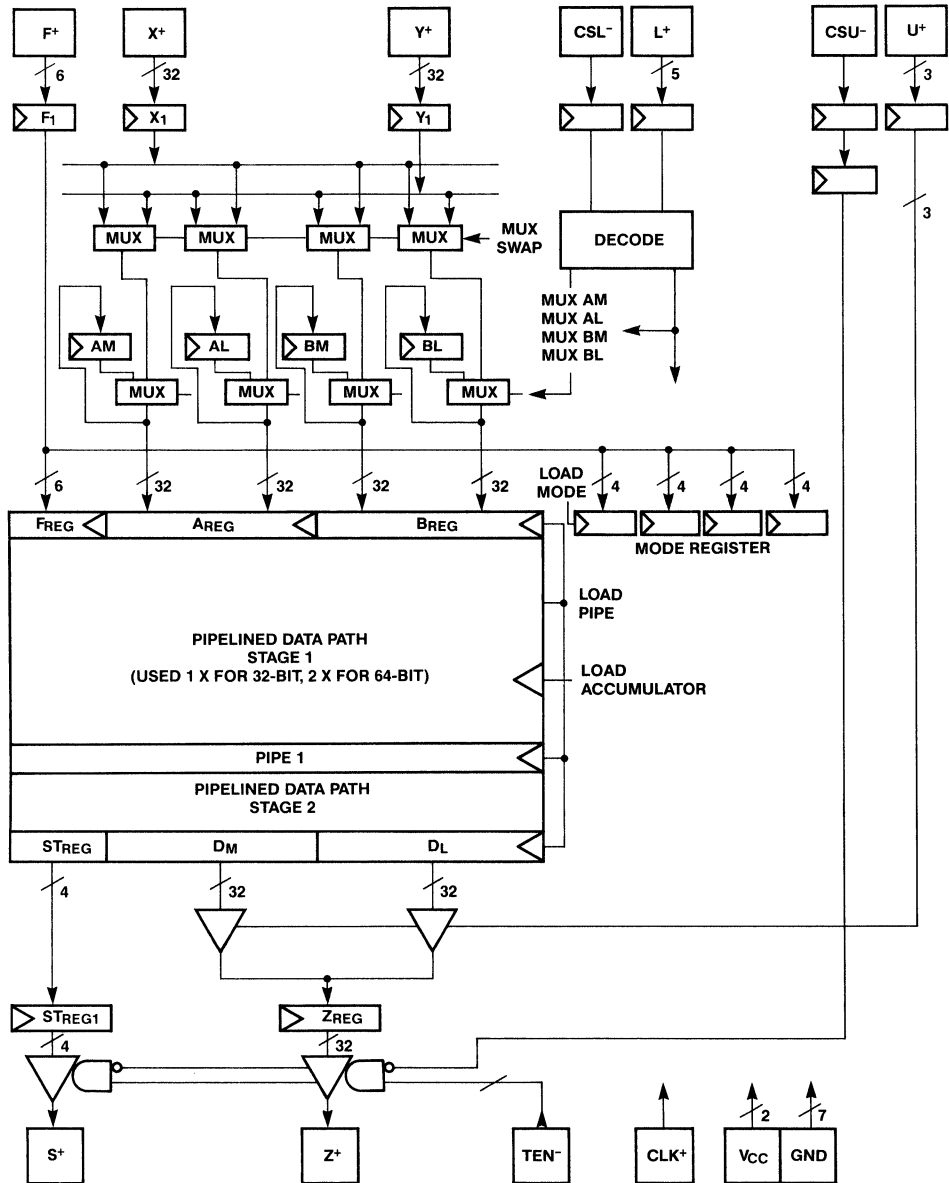 F+ X+ Y+ CSL− L+ CSU− U+
6 32 32 5 3
F1 X1 Y1
3
MUX MUX MUX MUX MUX SWAP
DECODE
MUX AM
MUX AL
MUX BM
MUX BL
AM AL BM BL
MUX MUX MUX MUX
6 32 32 32 32
LOAD MODE
4 4 4 4
FREG AREG BREG
MODE REGISTER
LOAD
PIPE
PIPELINED DATA PATH
STAGE 1
(USED 1 X FOR 32-BIT, 2 X FOR 64-BIT)
LOAD
ACCUMULATOR
PIPE 1
PIPELINED DATA PATH
STAGE 2
STREG DM DL
4 32 32
STREG1 ZREG
4 32
2 7
S+ Z+ TEN− CLK+ VCC GND